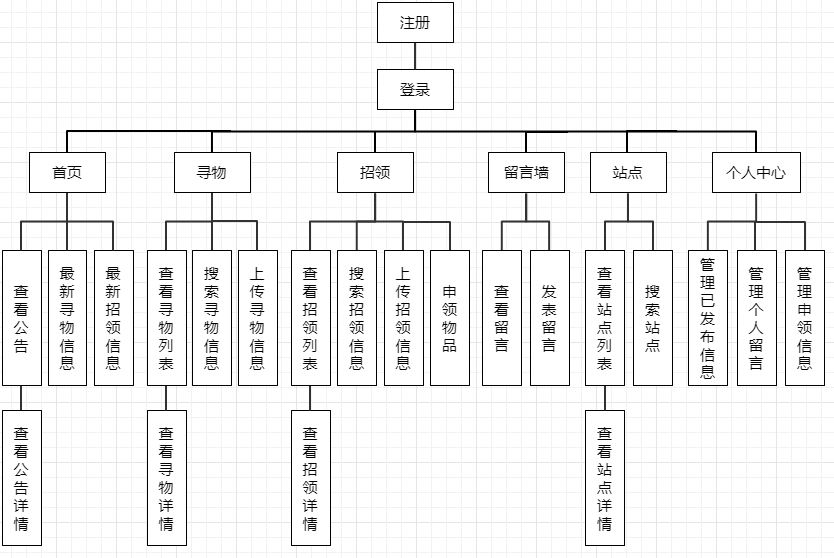 注册
登录
首页
寻物
招领
留言墙
站点
个人中心
查看公告
最新寻物信息
最新招领信息
查看寻物列表
搜索寻物信息
上传寻物信息
查看招领列表
搜索招领信息
上传招领信息
申领物品
查看留言
发表留言
查看站点列表
搜索站点
管理已发布信息
管理个人留言
管理申领信息
查看公告详情
查看寻物详情
查看招领详情
查看站点详情